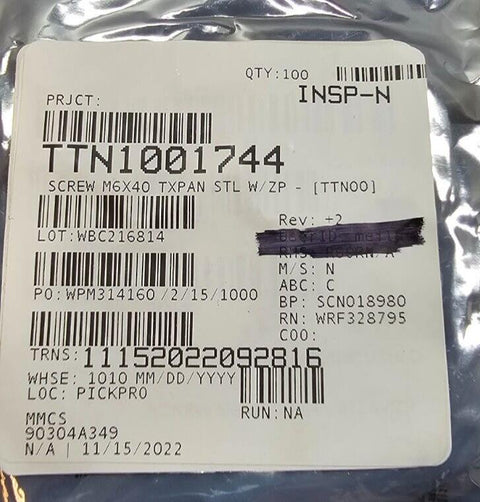 QTY:100
INSP-N
PRJCT:
TTN1001744
SCREW M6X40 TXPAN STL W/ZP - [TTN00]
LOT:WBC216814
Rev: +2
M/S: N
ABC: C
BP: SCN018980
RN: WRF328795
COO:
PO:WPM314160 /2/15/1000
TRNS:11152022092816
WHSE: 1010 MM/DD/YYYY
LOC: PICKPRO
RUN:NA
MMCS
90304A349
N/A | 11/15/2022